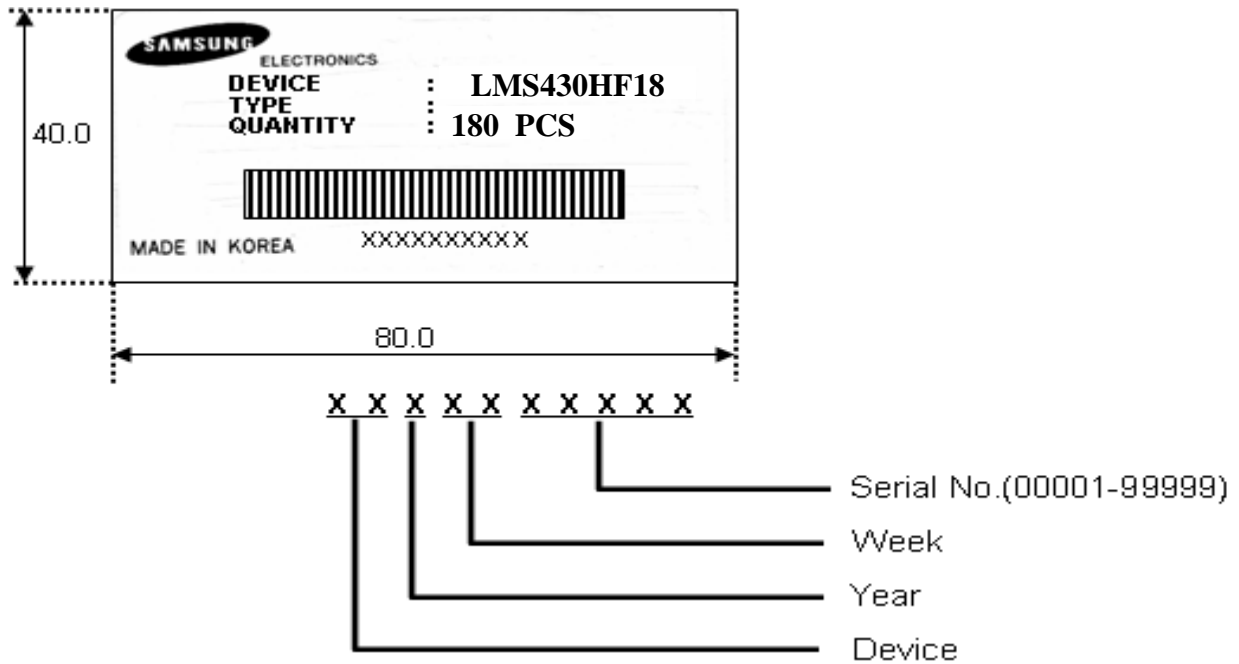 SAMSUNG
ELECTRONICS
DEVICE : LMS430HF18
TYPE :
QUANTITY : 180 PCS
40.0
MADE IN KOREA XXXXXXXXXX
80.0
X X X X X X X X X X
Serial No.(00001-99999)
Week
Year
Device